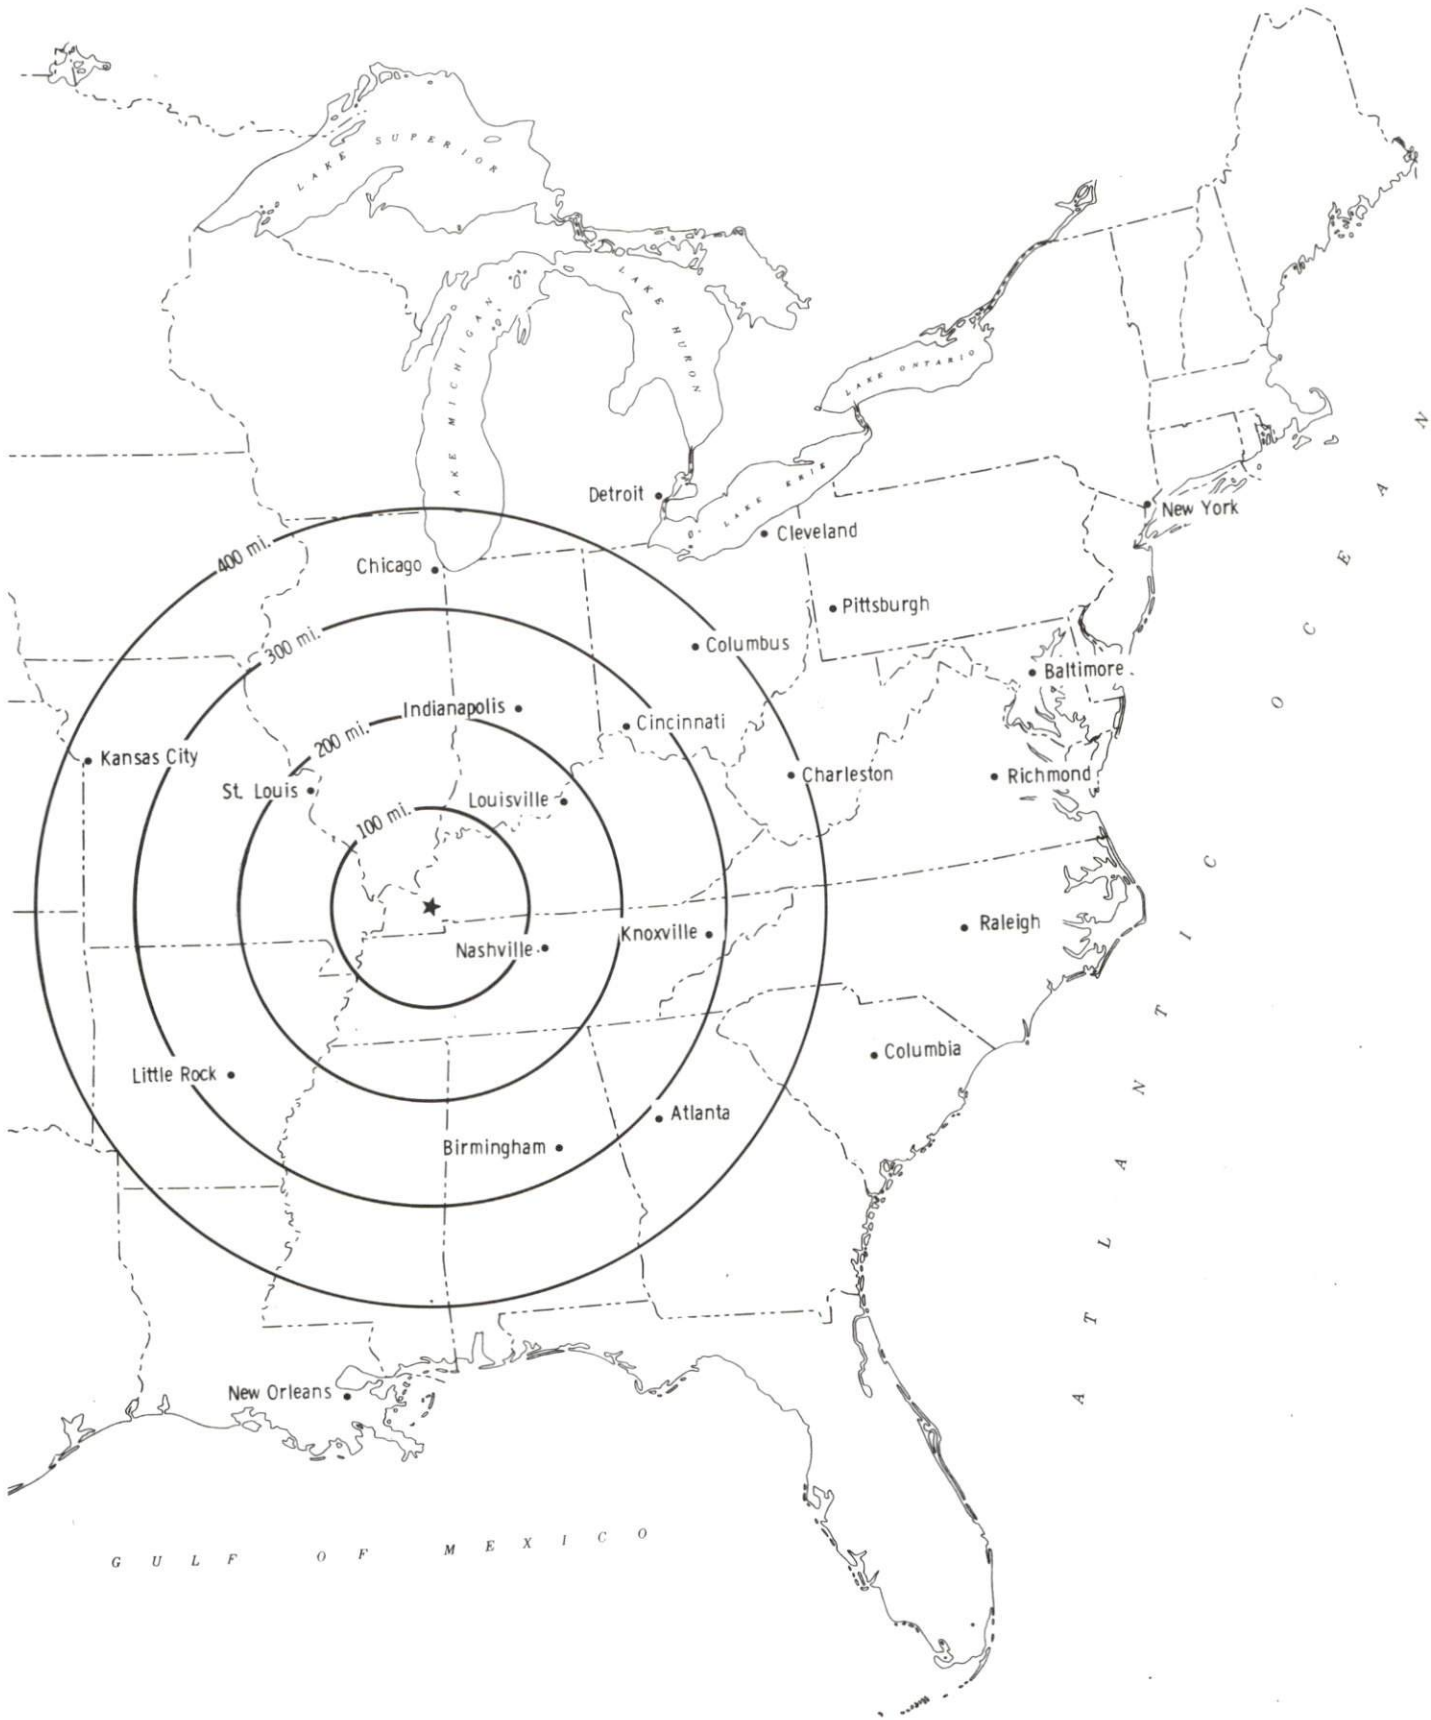 LAKE SUPERIOR
LAKE MICHIGAN
LAKE HURON
LAKE ONTARIO
LAKE ERIE
Detroit
New York
Cleveland
400 mi.
Chicago
Pittsburgh
300 mi.
Columbus
Baltimore
Indianapolis
Cincinnati
200 mi.
Kansas City
Charleston
Richmond
St. Louis
Louisville
100 mi.
Raleigh
Knoxville
Nashville
Columbia
Little Rock
Atlanta
Birmingham
New Orleans
ATLANTIC OCEAN
GULF OF MEXICO